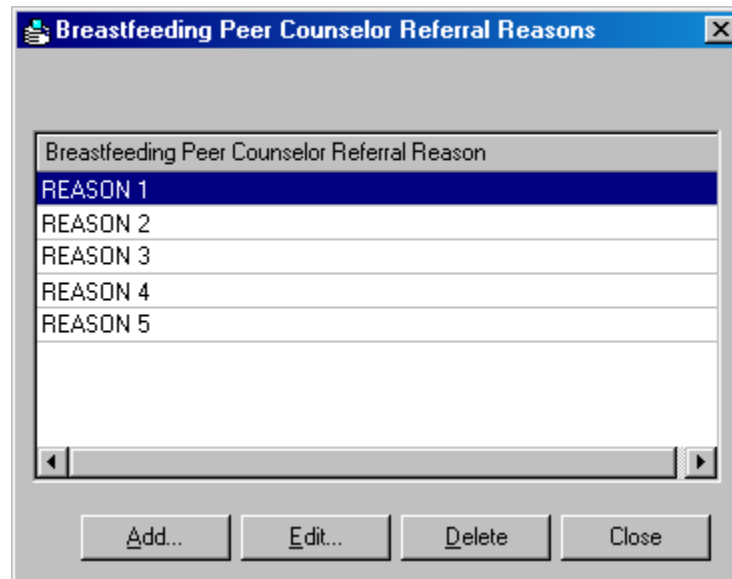 Breastfeeding Peer Counselor Referral Reasons
Breastfeeding Peer Counselor Referral Reason
REASON 1
REASON 2
REASON 3
REASON 4
REASON 5
Add... Edit... Delete Close